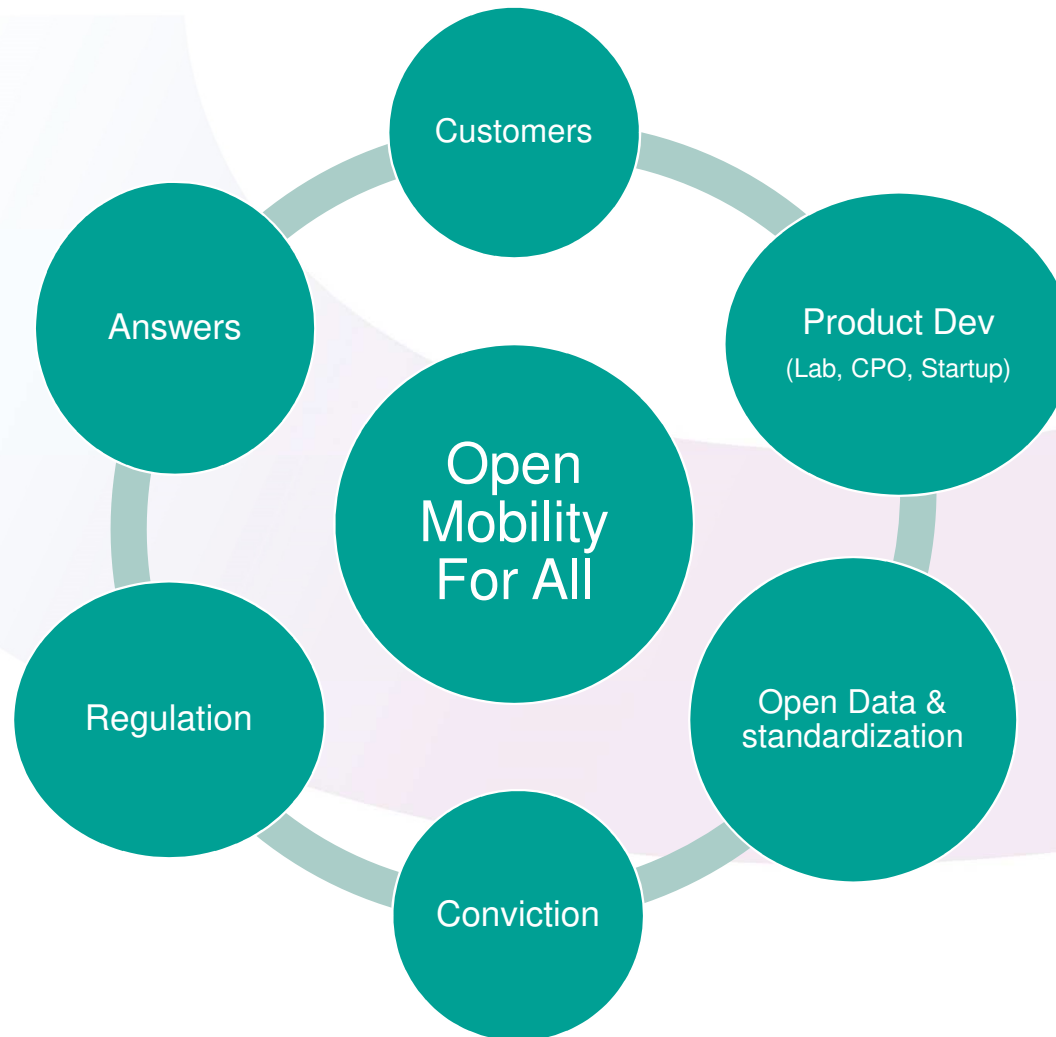 Customers
Product Dev
(Lab, CPO, Startup)
Answers
Open
Mobility
For All
Open Data &
standardization
Regulation
Conviction